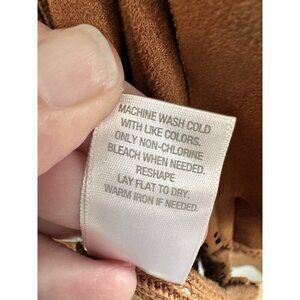 MACHINE WASH COLD
WITH LIKE COLORS.
ONLY NON-CHLORINE
BLEACH WHEN NEEDED.
RESHAPE
LAY FLAT TO DRY.
WARM IRON IF NEEDED.